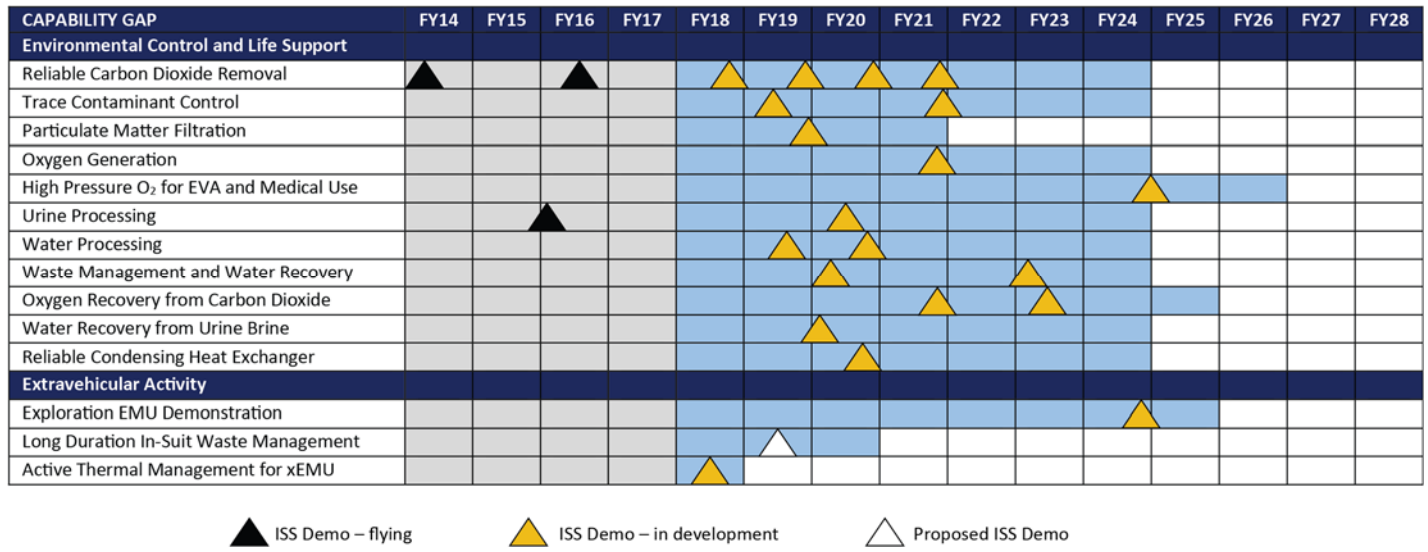 CAPABILITY GAP FY14 FY15 FY16 FY17 FY18 FY19 FY20 FY21 FY22 FY23 FY24 FY25 FY26 FY27 FY28
Environmental Control and Life Support
Reliable Carbon Dioxide Removal
Trace Contaminant Control
Particulate Matter Filtration
Oxygen Generation
High Pressure O₂ for EVA and Medical Use
Urine Processing
Water Processing
Waste Management and Water Recovery
Oxygen Recovery from Carbon Dioxide
Water Recovery from Urine Brine
Reliable Condensing Heat Exchanger
Extravehicular Activity
Exploration EMU Demonstration
Long Duration In-Suit Waste Management
Active Thermal Management for xEMU
ISS Demo – flying ISS Demo – in development Proposed ISS Demo